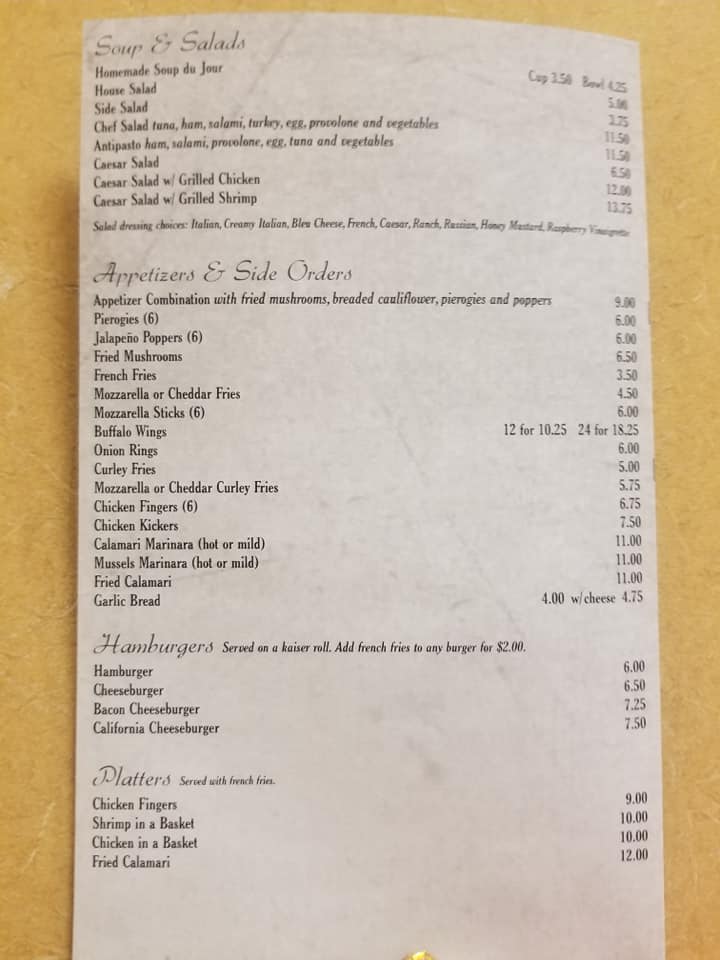 Soup & Salads
Homemade Soup du Jour Cup 3.50 Bowl 4.25
House Salad 5.00
Side Salad 3.75
Chef Salad tuna, ham, salami, turkey, egg, provolone and vegetables 11.50
Antipasto ham, salami, provolone, egg, tuna and vegetables 11.50
Caesar Salad 6.50
Caesar Salad w/ Grilled Chicken 12.00
Caesar Salad w/ Grilled Shrimp 13.75
Salad dressing choices: Italian, Creamy Italian, Bleu Cheese, French, Caesar, Ranch, Russian, Honey Mustard, Raspberry Vinaigrette
Appetizers & Side Orders
Appetizer Combination with fried mushrooms, breaded cauliflower, pierogies and poppers 9.00
Pierogies (6) 6.00
Jalapeño Poppers (6) 6.00
Fried Mushrooms 6.50
French Fries 3.50
Mozzarella or Cheddar Fries 4.50
Mozzarella Sticks (6) 6.00
Buffalo Wings 12 for 10.25 24 for 18.25
Onion Rings 6.00
Curley Fries 5.00
Mozzarella or Cheddar Curley Fries 5.75
Chicken Fingers (6) 6.75
Chicken Kickers 7.50
Calamari Marinara (hot or mild) 11.00
Mussels Marinara (hot or mild) 11.00
Fried Calamari 11.00
Garlic Bread 4.00 w/cheese 4.75
Hamburgers Served on a kaiser roll. Add french fries to any burger for $2.00.
Hamburger 6.00
Cheeseburger 6.50
Bacon Cheeseburger 7.25
California Cheeseburger 7.50
Platters Served with french fries.
Chicken Fingers 9.00
Shrimp in a Basket 10.00
Chicken in a Basket 10.00
Fried Calamari 12.00